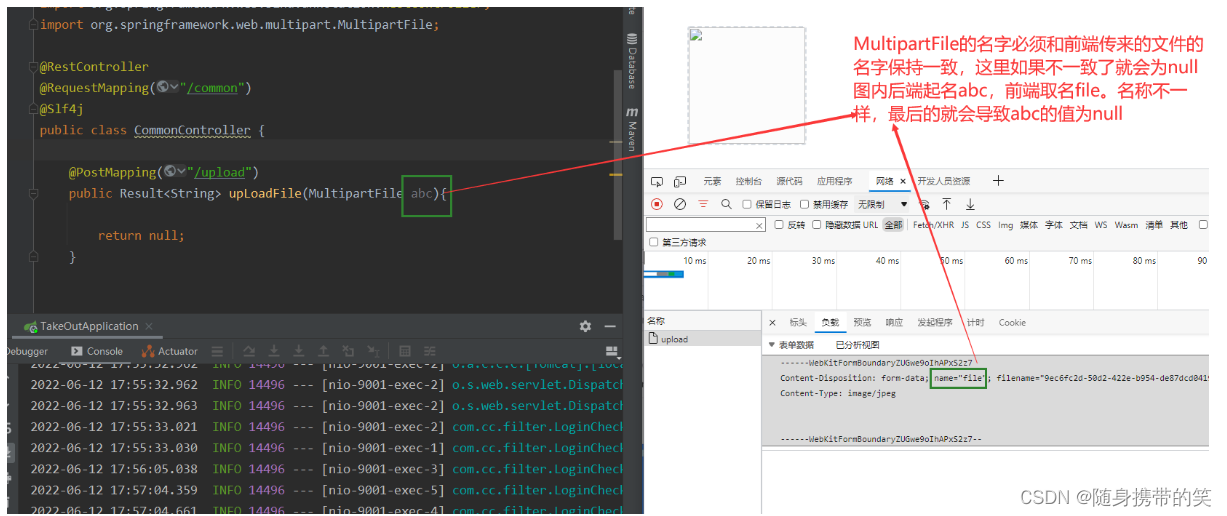 import org.springframework.web.multipart.MultipartFile;
@RestController
@RequestMapping("/common")
@Slf4j
public class CommonController {
@PostMapping("/upload")
public Result<String> upLoadFile(MultipartFile abc){
return null;
}
Database
Maven
TakeOutApplication
Debugger
Console
Actuator
2022-06-12 17:55:32.962 INFO 14496 --- [nio-9001-exec-2] o.a.c.c.C.[Tomcat].[loc
2022-06-12 17:55:32.962 INFO 14496 --- [nio-9001-exec-2] o.s.web.servlet.Dispatch
2022-06-12 17:55:32.963 INFO 14496 --- [nio-9001-exec-2] o.s.web.servlet.Dispatch
2022-06-12 17:55:33.021 INFO 14496 --- [nio-9001-exec-2] com.cc.filter.LoginCheck
2022-06-12 17:55:33.030 INFO 14496 --- [nio-9001-exec-1] com.cc.filter.LoginCheck
2022-06-12 17:56:05.038 INFO 14496 --- [nio-9001-exec-3] com.cc.filter.LoginCheck
2022-06-12 17:57:04.359 INFO 14496 --- [nio-9001-exec-5] com.cc.filter.LoginCheck
2022-06-12 17:57:04.661 INFO 14496 --- [nio-9001-exec-4] com.cc.filter.LoginCheck
MultipartFile的名字必须和前端传来的文件的
名字保持一致，这里如果不一致了就会为null
图内后端起名abc，前端取名file。名称不一
样，最后的就会导致abc的值为null
元素 控制台 源代码 应用程序 网络 开发人员资源
保留日志 禁用缓存 无限制
反转 隐藏数据 URL 全部 Fetch/XHR JS CSS Img 媒体 字体 文档 WS Wasm 清单 其他
第三方请求
10 ms 20 ms 30 ms 40 ms 50 ms 60 ms 70 ms 80 ms 90
名称
upload
标头 负载 预览 响应 发起程序 计时 Cookie
表单数据 已分析视图
------WebKitFormBoundaryZUGwe9oIhAPxS2z7
Content-Disposition: form-data; name="file"; filename="9ec6fc2d-50d2-422e-b954-de87dcd041
Content-Type: image/jpeg
------WebKitFormBoundaryZUGwe9oIhAPxS2z7--
CSDN @随身携带的笑